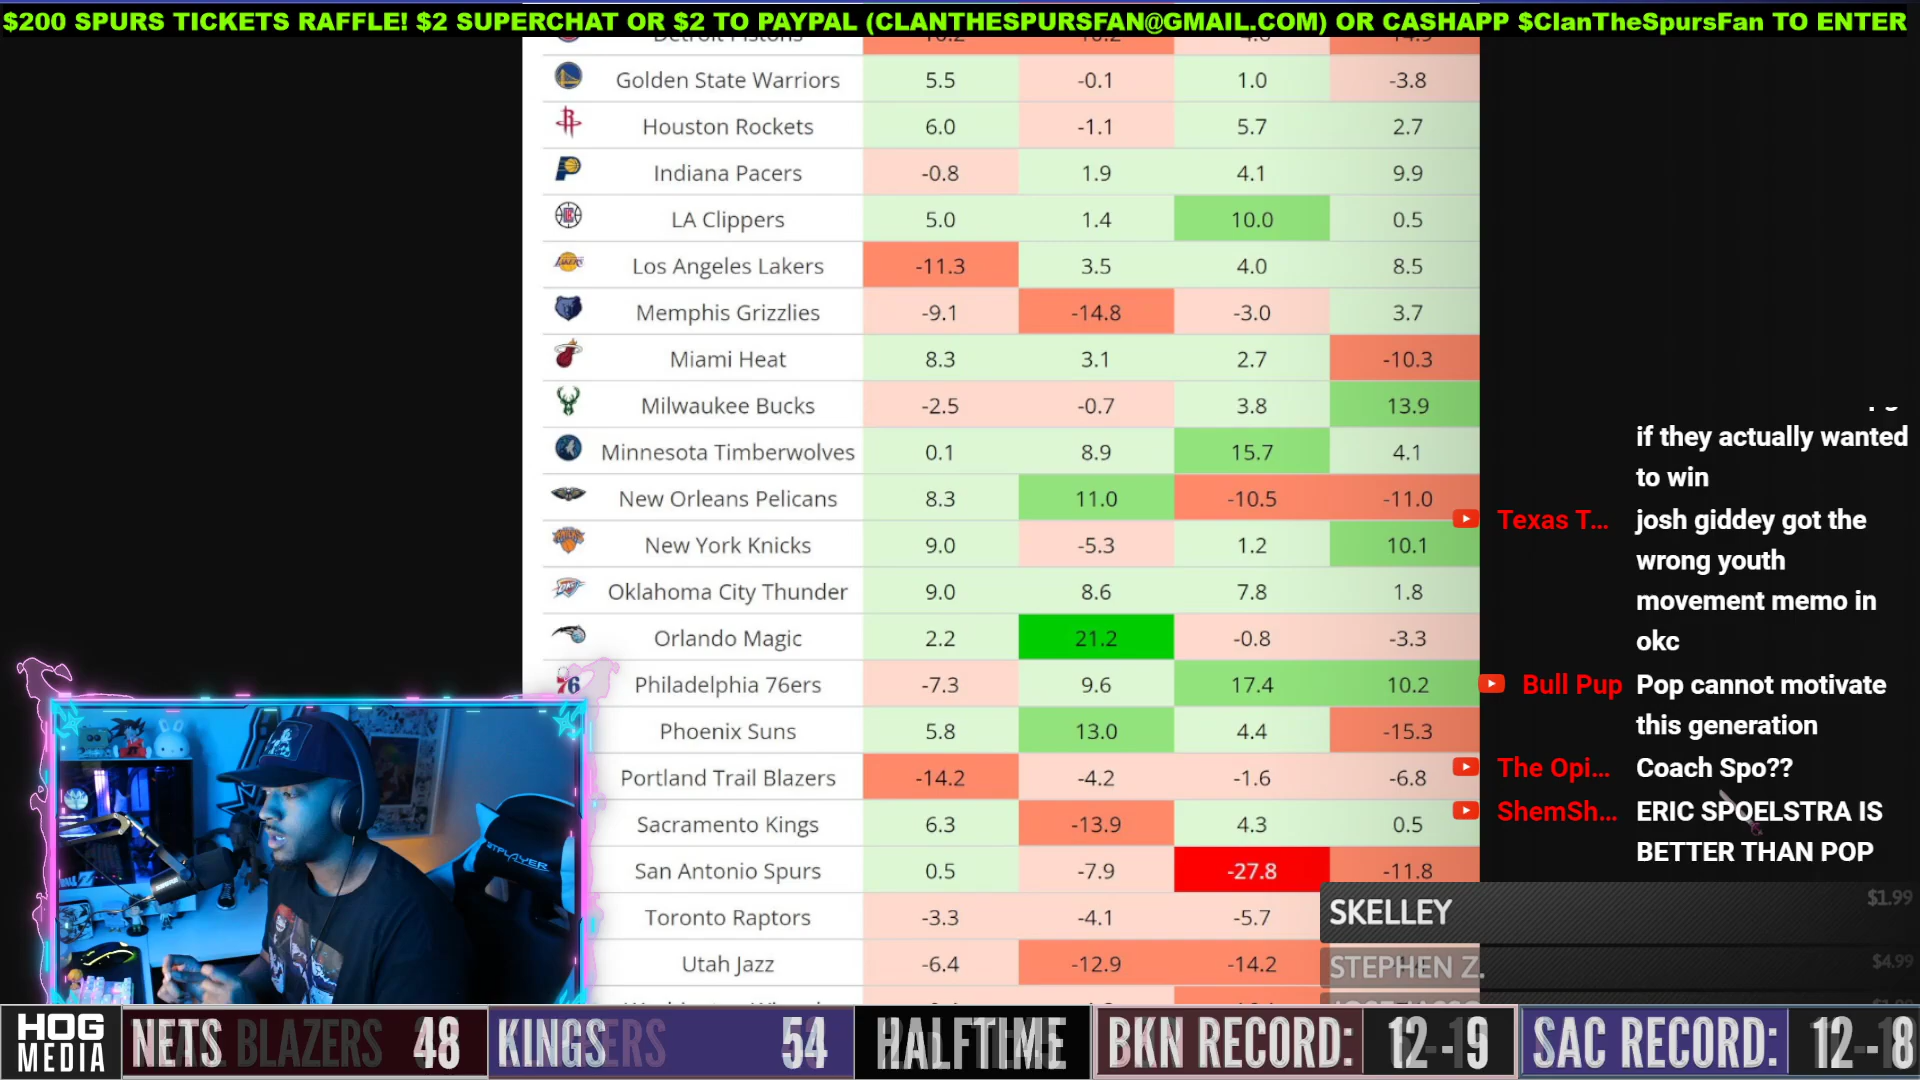 $200 SPURS TICKETS RAFFLE! $2 SUPERCHAT OR $2 TO PAYPAL (CLANTHESPURSFAN@GMAIL.COM) OR CASHAPP $ClanTheSpursFan TO ENTER
Detroit Pistons
Golden State Warriors 5.5 -0.1 1.0 -3.8
Houston Rockets 6.0 -1.1 5.7 2.7
Indiana Pacers -0.8 1.9 4.1 9.9
LA Clippers 5.0 1.4 10.0 0.5
Los Angeles Lakers -11.3 3.5 4.0 8.5
Memphis Grizzlies -9.1 -14.8 -3.0 3.7
Miami Heat 8.3 3.1 2.7 -10.3
Milwaukee Bucks -2.5 -0.7 3.8 13.9
Minnesota Timberwolves 0.1 8.9 15.7 4.1
New Orleans Pelicans 8.3 11.0 -10.5 -11.0
New York Knicks 9.0 -5.3 1.2 10.1
Oklahoma City Thunder 9.0 8.6 7.8 1.8
Orlando Magic 2.2 21.2 -0.8 -3.3
76 Philadelphia 76ers -7.3 9.6 17.4 10.2
Phoenix Suns 5.8 13.0 4.4 -15.3
Portland Trail Blazers -14.2 -4.2 -1.6 -6.8
Sacramento Kings 6.3 -13.9 4.3 0.5
San Antonio Spurs 0.5 -7.9 -27.8 -11.8
Toronto Raptors -3.3 -4.1 -5.7
Utah Jazz -6.4 -12.9 -14.2
if they actually wanted
to win
Texas T... josh giddey got the
wrong youth
movement memo in
okc
Bull Pup Pop cannot motivate
this generation
The Opi... Coach Spo??
ShemSh... ERIC SPOELSTRA IS
BETTER THAN POP
SKELLEY $1.99
STEPHEN Z. $4.99
HOG
MEDIA
NETS BLAZERS 48 KINGS 54 HALFTIME BKN RECORD: 12-9 SAC RECORD: 12-8